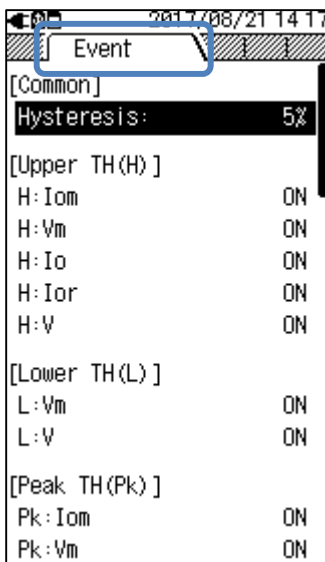 2017/08/21 14 17
Event
[Common]
Hysteresis: 5%
[Upper TH(H)]
H:Iom ON
H:Vm ON
H:Io ON
H:Ior ON
H:V ON
[Lower TH(L)]
L:Vm ON
L:V ON
[Peak TH(Pk)]
Pk:Iom ON
Pk:Vm ON